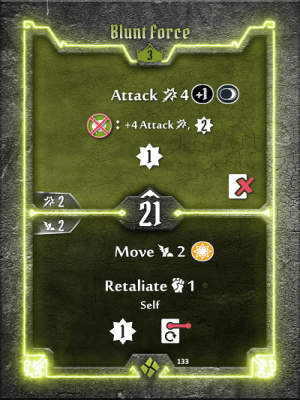 Blunt Force
3
Attack 4 +1
: +4 Attack , 2
1
2
21
2
Move 2
Retaliate 1
Self
1
133